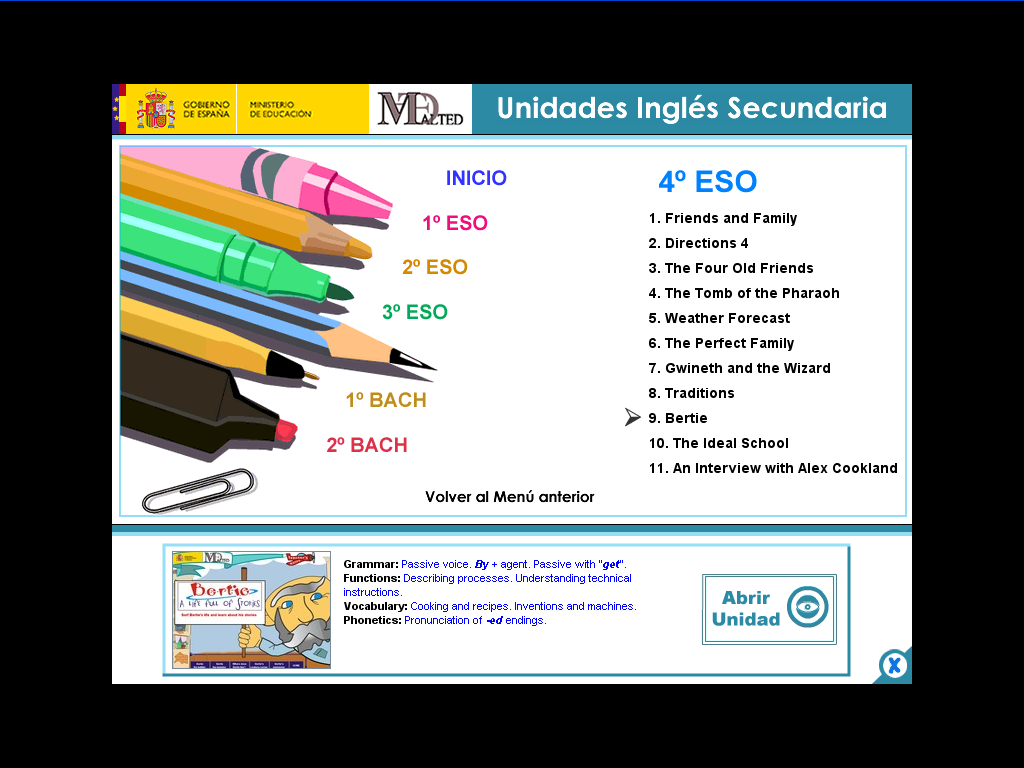 GOBIERNO
DE ESPAÑA
MINISTERIO
DE EDUCACIÓN
MALTED
Unidades Inglés Secundaria
INICIO
1º ESO
2º ESO
3º ESO
1º BACH
2º BACH
4º ESO
1. Friends and Family
2. Directions 4
3. The Four Old Friends
4. The Tomb of the Pharaoh
5. Weather Forecast
6. The Perfect Family
7. Gwineth and the Wizard
8. Traditions
9. Bertie
10. The Ideal School
11. An Interview with Alex Cookland
Volver al Menú anterior
Bertie
A LIFE FULL OF STORIES
Grammar: Passive voice. By + agent. Passive with "get".
Functions: Describing processes. Understanding technical
instructions.
Vocabulary: Cooking and recipes. Inventions and machines.
Phonetics: Pronunciation of -ed endings.
Abrir
Unidad
X